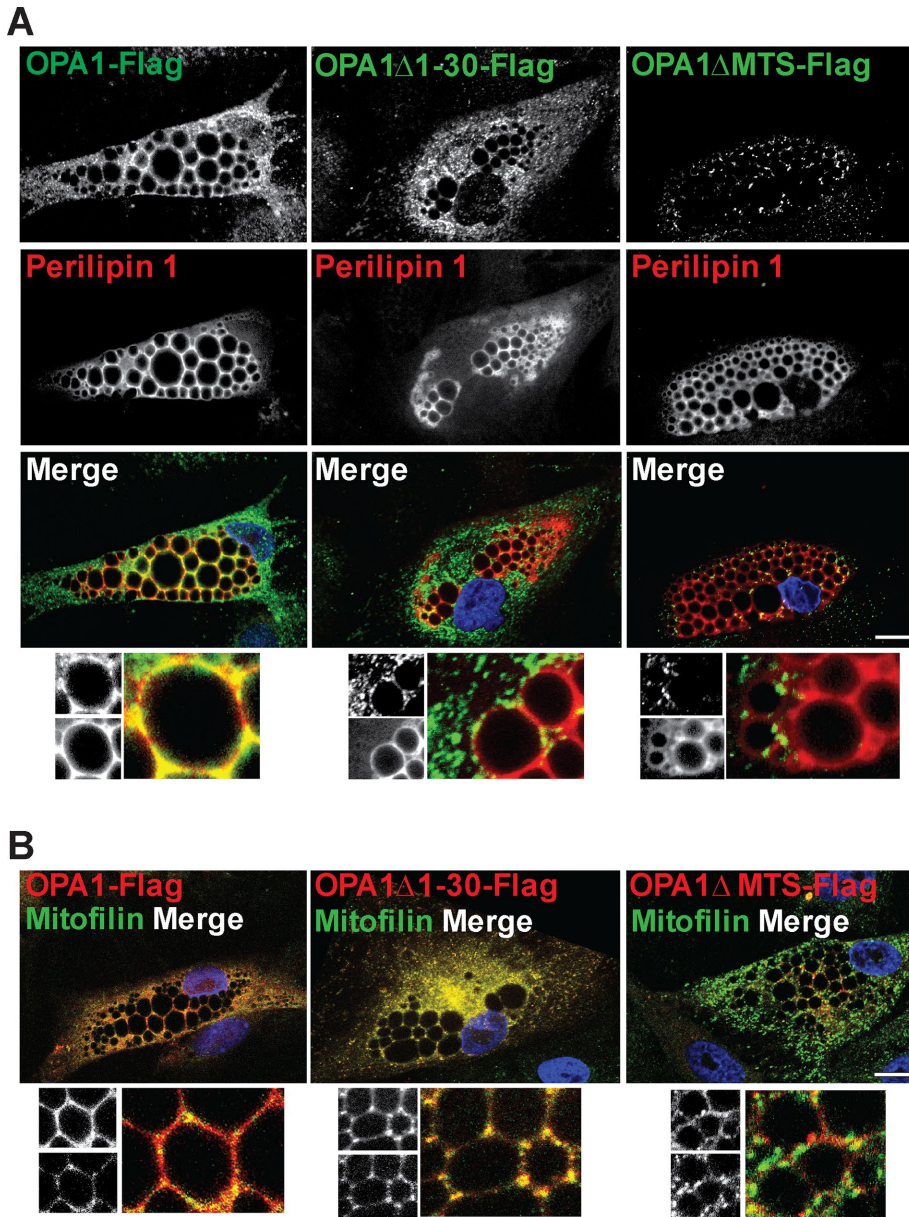 A
OPA1-Flag OPA1Δ1-30-Flag OPA1ΔMTS-Flag
Perilipin 1 Perilipin 1 Perilipin 1
Merge Merge Merge
B
OPA1-Flag OPA1Δ1-30-Flag OPA1Δ MTS-Flag
Mitofilin Merge Mitofilin Merge Mitofilin Merge